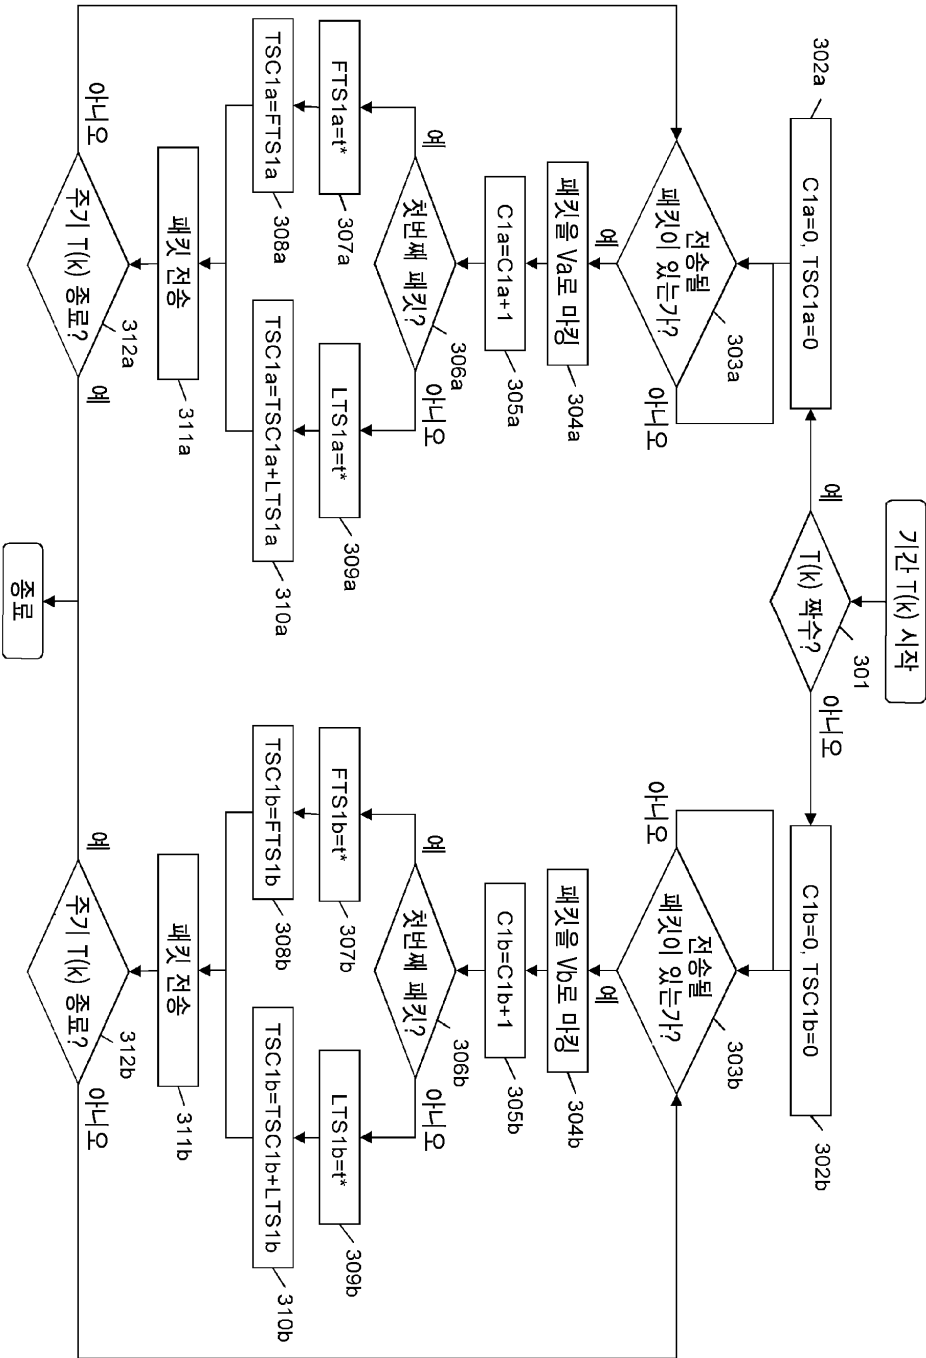 기간 T(k) 시작
T(k) 짝수?
301
예
아니오
C1a=0, TSC1a=0
302a
전송될
패킷이 있는가?
303a
아니오
예
패킷을 Va로 마킹
304a
C1a=C1a+1
305a
첫번째 패킷?
306a
예
아니오
FTS1a=t*
307a
LTS1a=t*
309a
TSC1a=FTS1a
308a
TSC1a=TSC1a+LTS1a
310a
패킷 전송
311a
주기 T(k) 종료?
312a
아니오
예
C1b=0, TSC1b=0
302b
전송될
패킷이 있는가?
303b
아니오
예
패킷을 Vb로 마킹
304b
C1b=C1b+1
305b
첫번째 패킷?
306b
예
아니오
FTS1b=t*
307b
LTS1b=t*
309b
TSC1b=FTS1b
308b
TSC1b=TSC1b+LTS1b
310b
패킷 전송
311b
주기 T(k) 종료?
312b
예
아니오
종료